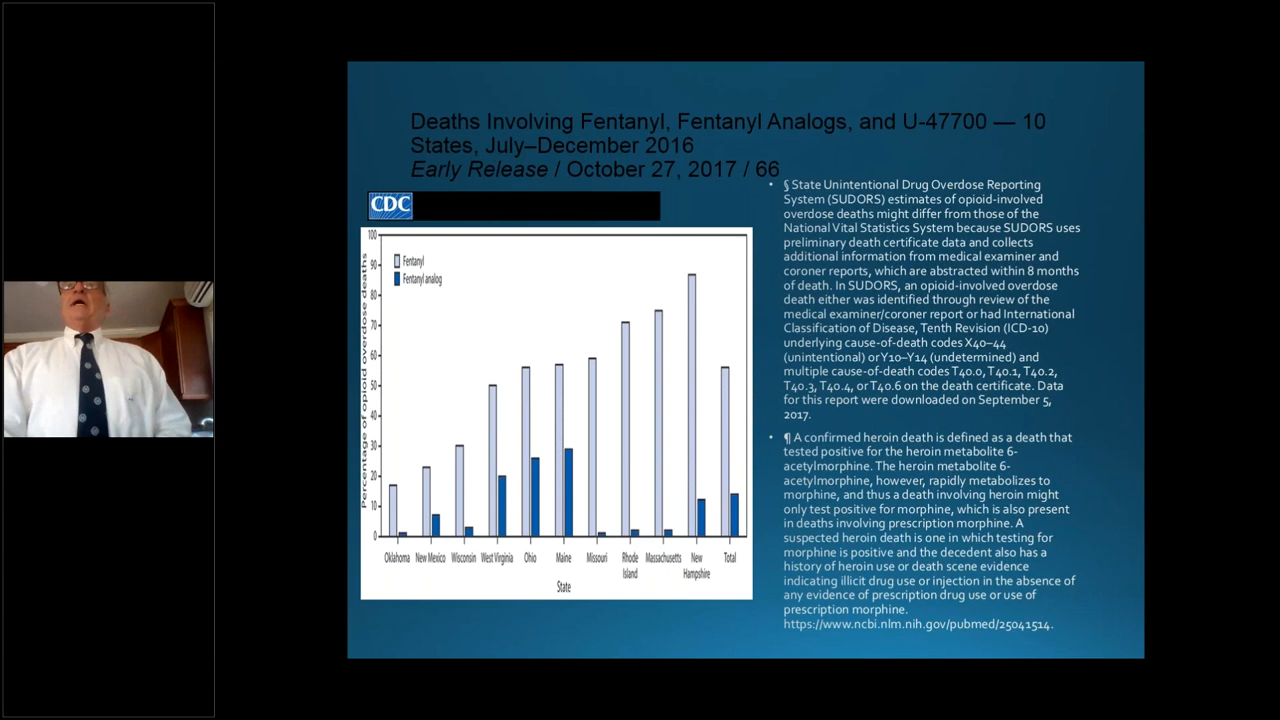 Deaths Involving Fentanyl, Fentanyl Analogs, and U-47700 — 10
States, July–December 2016
Early Release / October 27, 2017 / 66
CDC
100
90
80
70
60
50
40
30
20
10
0
Percentage of opioid overdose deaths
Fentanyl
Fentanyl analog
Oklahoma New Mexico Wisconsin West Virginia Ohio Maine Missouri Rhode Massachusetts New Total
Island Hampshire
State
• § State Unintentional Drug Overdose Reporting
System (SUDORS) estimates of opioid-involved
overdose deaths might differ from those of the
National Vital Statistics System because SUDORS uses
preliminary death certificate data and collects
additional information from medical examiner and
coroner reports, which are abstracted within 8 months
of death. In SUDORS, an opioid-involved overdose
death either was identified through review of the
medical examiner/coroner report or had International
Classification of Disease, Tenth Revision (ICD-10)
underlying cause-of-death codes X40–44
(unintentional) or Y10–Y14 (undetermined) and
multiple cause-of-death codes T40.0, T40.1, T40.2,
T40.3, T40.4, or T40.6 on the death certificate. Data
for this report were downloaded on September 5,
2017.
• ¶ A confirmed heroin death is defined as a death that
tested positive for the heroin metabolite 6-
acetylmorphine. The heroin metabolite 6-
acetylmorphine, however, rapidly metabolizes to
morphine, and thus a death involving heroin might
only test positive for morphine, which is also present
in deaths involving prescription morphine. A
suspected heroin death is one in which testing for
morphine is positive and the decedent also has a
history of heroin use or death scene evidence
indicating illicit drug use or injection in the absence of
any evidence of prescription drug use or use of
prescription morphine.
https://www.ncbi.nlm.nih.gov/pubmed/25041514.